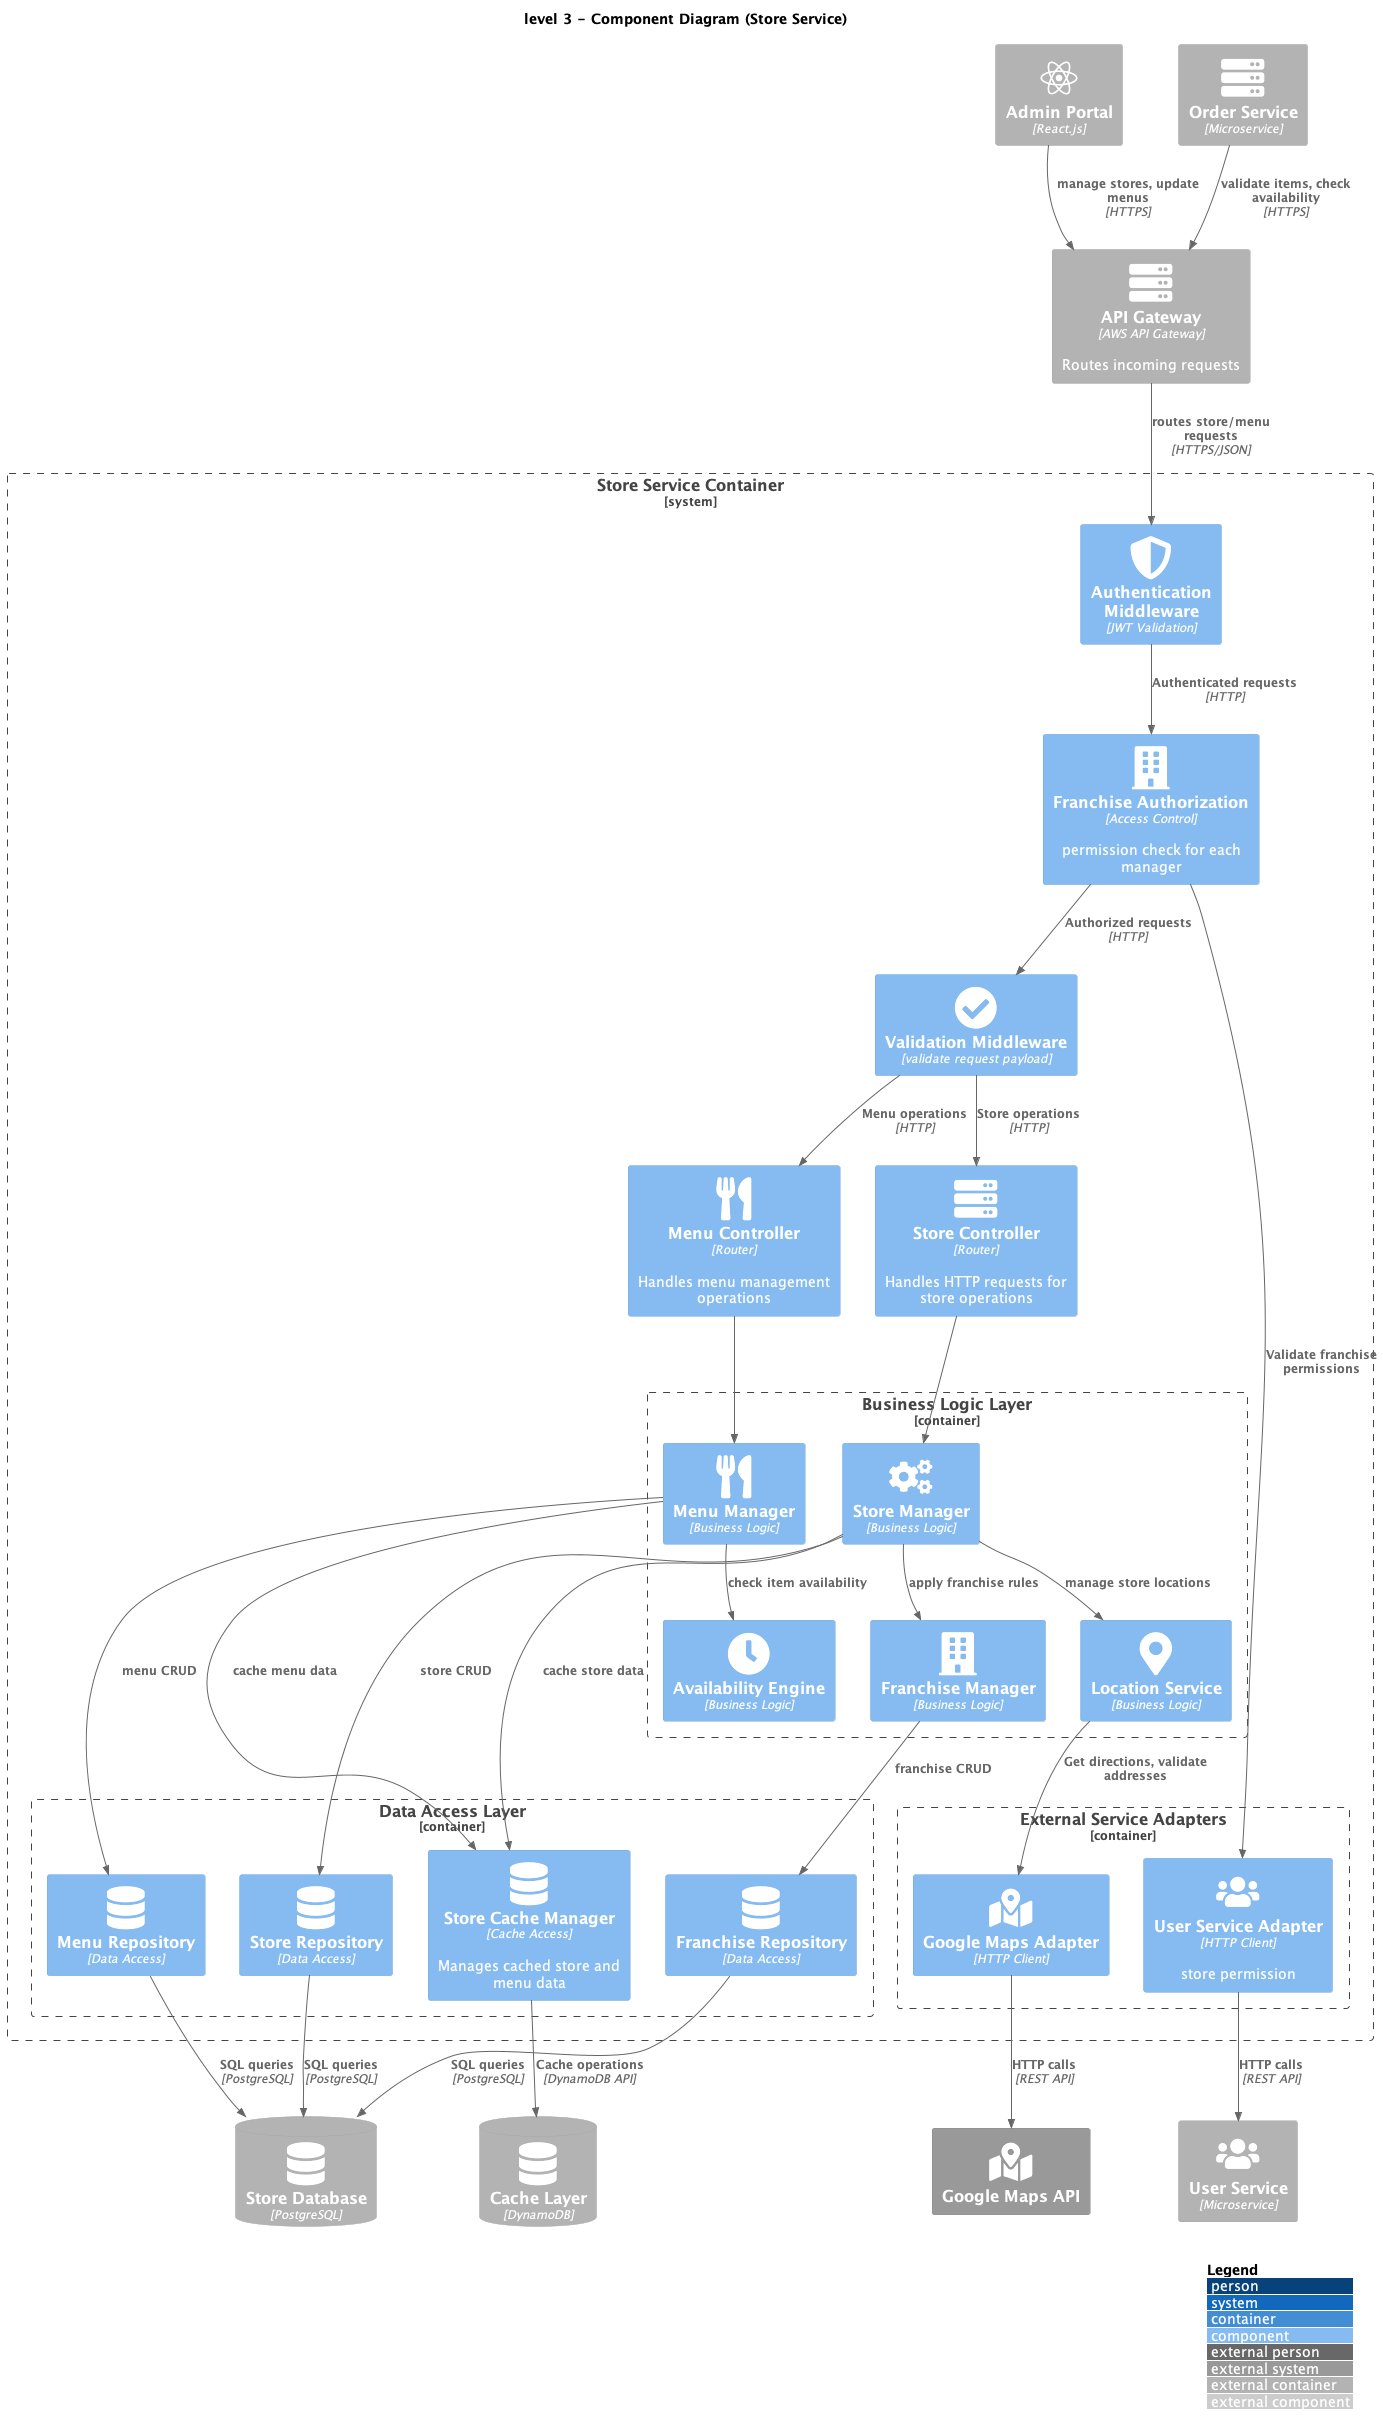 level 3 - Component Diagram (Store Service)
Admin Portal
[React.js]
Order Service
[Microservice]
manage stores, update
menus
[HTTPS]
validate items, check
availability
[HTTPS]
API Gateway
[AWS API Gateway]
Routes incoming requests
routes store/menu
requests
[HTTPS/JSON]
Store Service Container
[system]
Authentication
Middleware
[JWT Validation]
Authenticated requests
[HTTP]
Franchise Authorization
[Access Control]
permission check for each
manager
Authorized requests
[HTTP]
Validation Middleware
[validate request payload]
Menu operations
[HTTP]
Store operations
[HTTP]
Menu Controller
[Router]
Handles menu management
operations
Store Controller
[Router]
Handles HTTP requests for
store operations
Validate franchise
permissions
Business Logic Layer
[container]
Menu Manager
[Business Logic]
Store Manager
[Business Logic]
check item availability
apply franchise rules
manage store locations
menu CRUD
cache menu data
store CRUD
cache store data
Availability Engine
[Business Logic]
Franchise Manager
[Business Logic]
Location Service
[Business Logic]
franchise CRUD
Get directions, validate
addresses
Data Access Layer
[container]
External Service Adapters
[container]
Menu Repository
[Data Access]
Store Repository
[Data Access]
Store Cache Manager
[Cache Access]
Manages cached store and
menu data
Franchise Repository
[Data Access]
Google Maps Adapter
[HTTP Client]
User Service Adapter
[HTTP Client]
store permission
SQL queries
[PostgreSQL]
SQL queries
[PostgreSQL]
SQL queries
[PostgreSQL]
Cache operations
[DynamoDB API]
HTTP calls
[REST API]
HTTP calls
[REST API]
Store Database
[PostgreSQL]
Cache Layer
[DynamoDB]
Google Maps API
User Service
[Microservice]
Legend
person
system
container
component
external person
external system
external container
external component